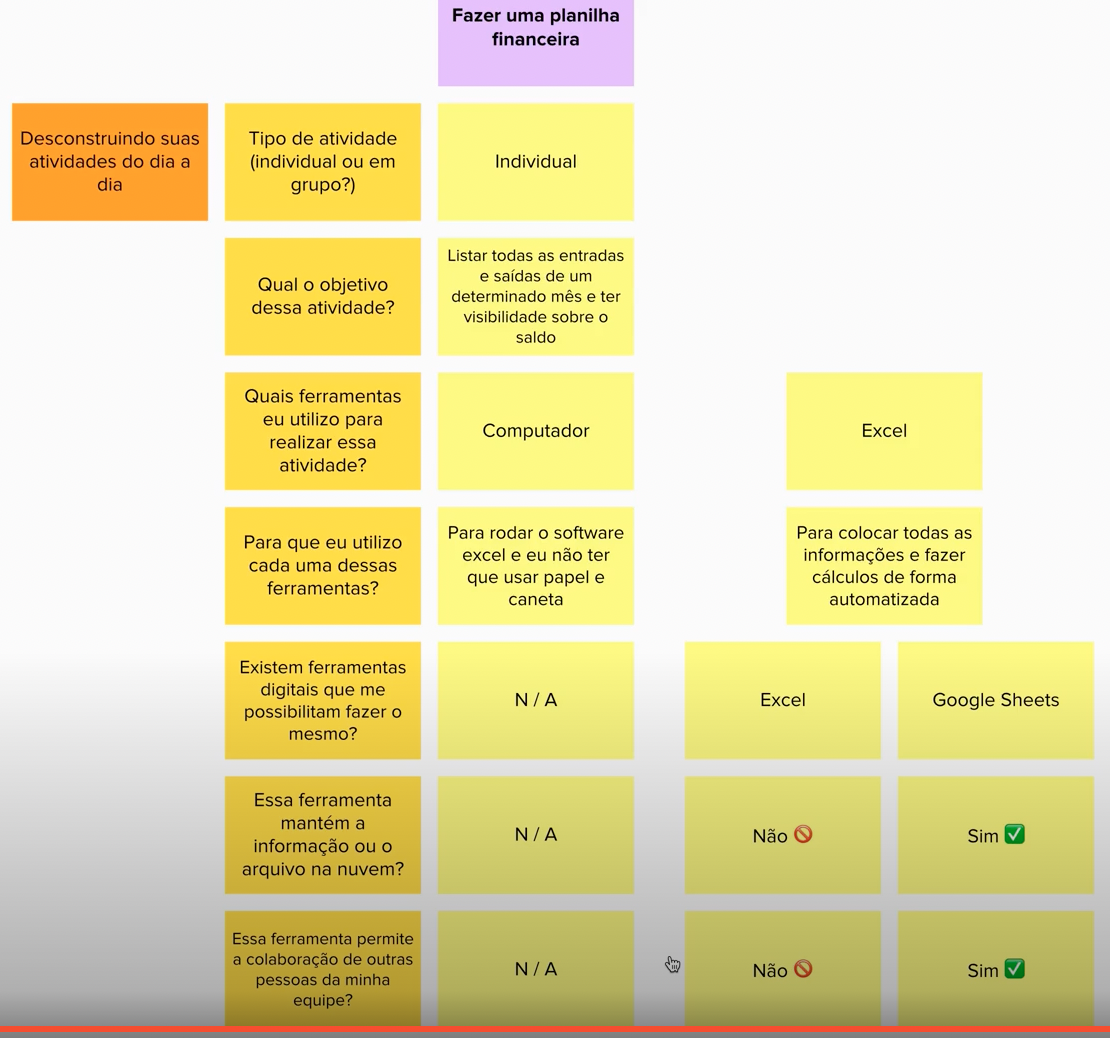 Fazer uma planilha
financeira
Desconstruindo suas
atividades do dia a
dia
Tipo de atividade
(individual ou em
grupo?)
Individual
Qual o objetivo
dessa atividade?
Listar todas as entradas
e saídas de um
determinado mês e ter
visibilidade sobre o
saldo
Quais ferramentas
eu utilizo para
realizar essa
atividade?
Computador
Excel
Para que eu utilizo
cada uma dessas
ferramentas?
Para rodar o software
excel e eu não ter
que usar papel e
caneta
Para colocar todas as
informações e fazer
cálculos de forma
automatizada
Existem ferramentas
digitais que me
possibilitam fazer o
mesmo?
N / A
Excel
Google Sheets
Essa ferramenta
mantém a
informação ou o
arquivo na nuvem?
N / A
Não 🚫
Sim ✅
Essa ferramenta permite
a colaboração de outras
pessoas da minha
equipe?
N / A
Não 🚫
Sim ✅